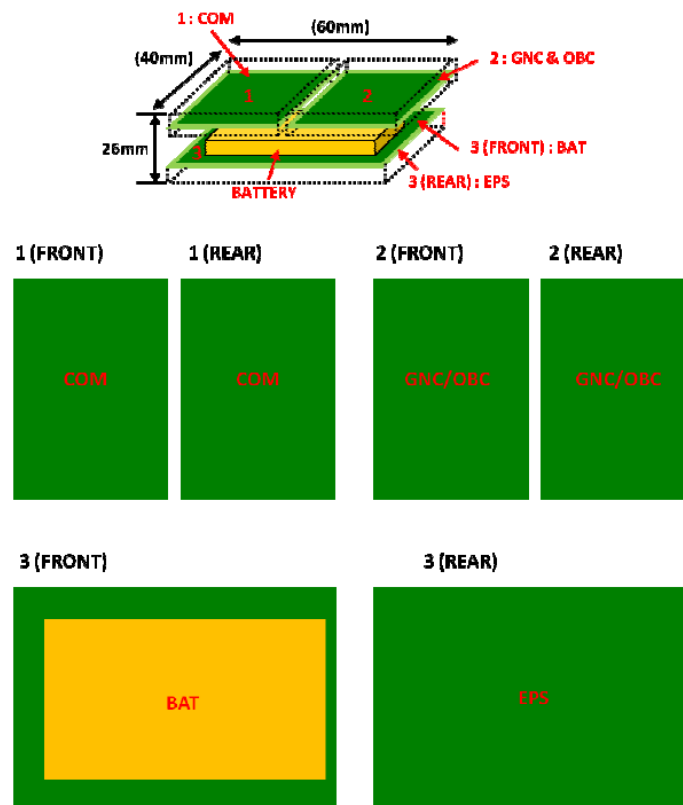 1 : COM
(60mm)
(40mm)
2 : GNC & OBC
1
2
26mm
3
3 (FRONT) : BAT
BATTERY
3 (REAR) : EPS
1 (FRONT)
1 (REAR)
2 (FRONT)
2 (REAR)
COM
COM
GNC/OBC
GNC/OBC
3 (FRONT)
3 (REAR)
BAT
EPS